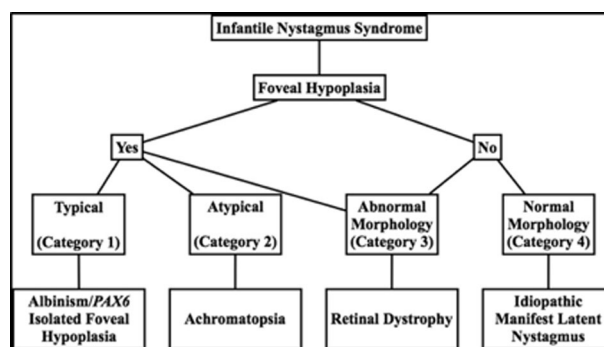 Infantile Nystagmus Syndrome
Foveal Hypoplasia
Yes
No
Typical
(Category 1)
Atypical
(Category 2)
Abnormal
Morphology
(Category 3)
Normal
Morphology
(Category 4)
Albinism/PAX6
Isolated Foveal
Hypoplasia
Achromatopsia
Retinal Dystrophy
Idiopathic
Manifest Latent
Nystagmus